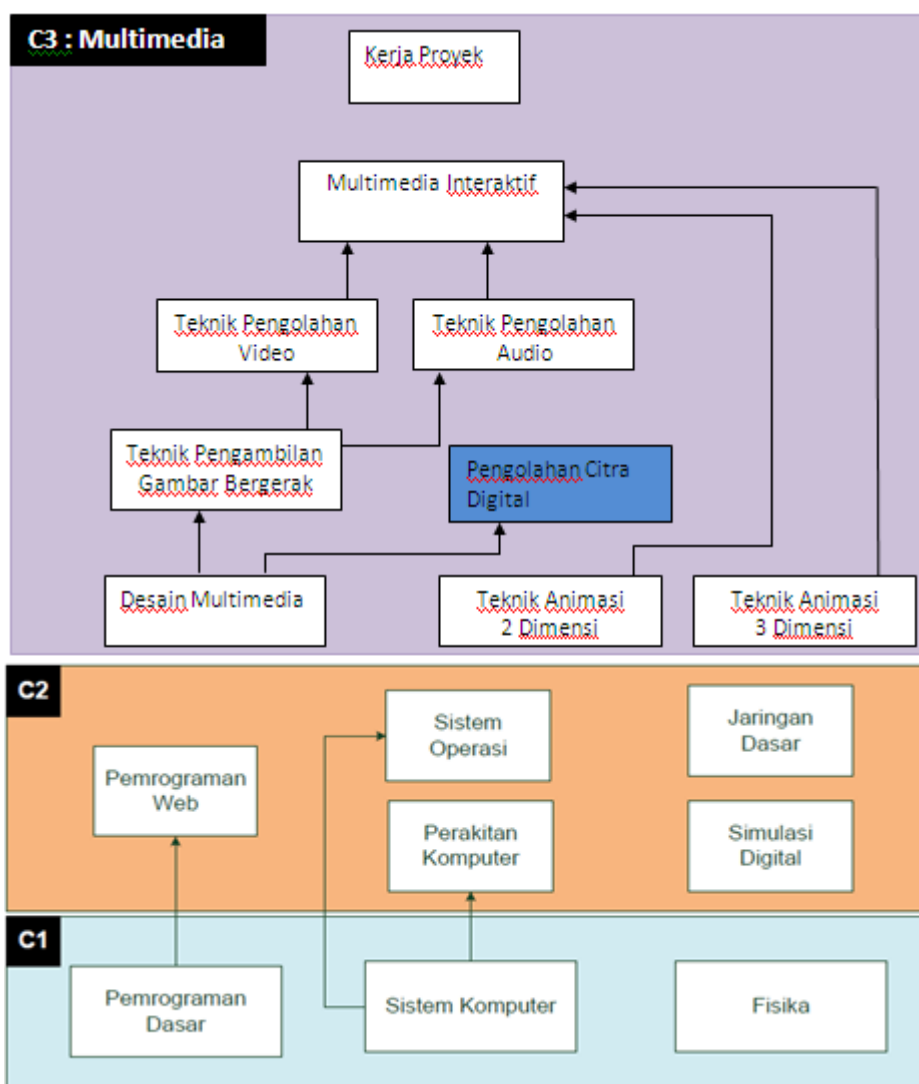 C3 : Multimedia
Kerja Proyek
Multimedia Interaktif
Teknik Pengolahan
Video
Teknik Pengolahan
Audio
Teknik Pengambilan
Gambar Bergerak
Pengolahan Citra
Digital
Desain Multimedia
Teknik Animasi
2 Dimensi
Teknik Animasi
3 Dimensi
C2
Sistem
Operasi
Jaringan
Dasar
Pemrograman
Web
Perakitan
Komputer
Simulasi
Digital
C1
Pemrograman
Dasar
Sistem Komputer
Fisika